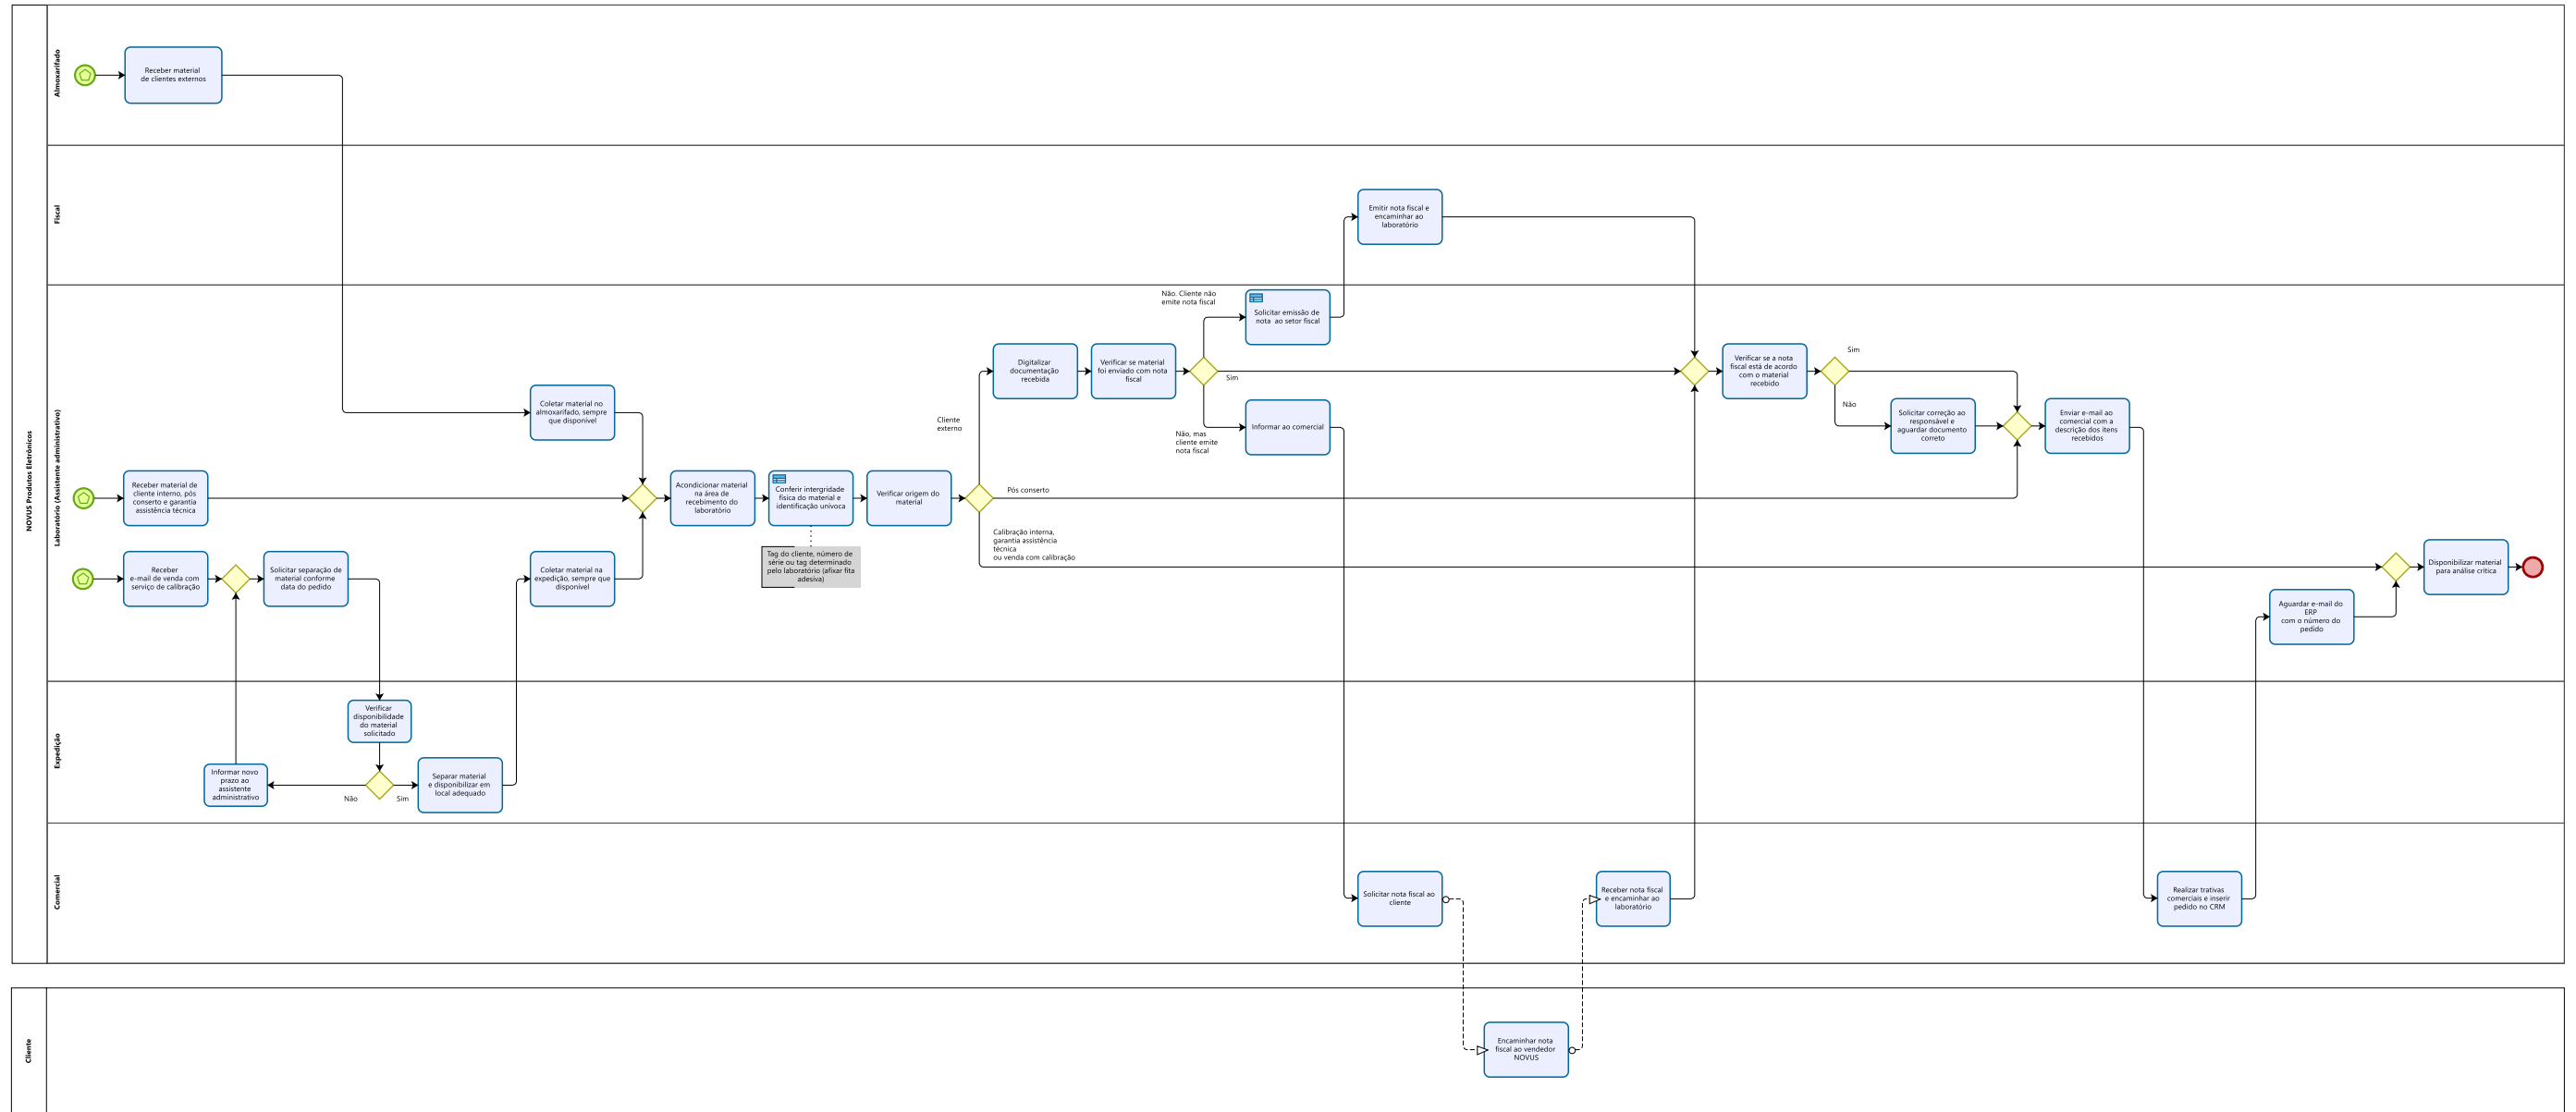 NOVUS Produtos Eletrônicos
Almoxarifado
Receber material
de clientes externos
Fiscal
Emitir nota fiscal e
encaminhar ao
laboratório
Laboratório (Assistente administrativo)
Não. Cliente não
emite nota fiscal
Solicitar emissão de
nota  ao setor fiscal
Digitalizar
documentação
recebida
Verificar se material
foi enviado com nota
fiscal
Sim
Verificar se a nota
fiscal está de acordo
com o material
recebido
Sim
Não
Coletar material no
almoxarifado, sempre
que disponível
Cliente
externo
Não, mas
cliente emite
nota fiscal
Informar ao comercial
Solicitar correção ao
responsável e
aguardar documento
correto
Enviar e-mail ao
comercial com a
descrição dos itens
recebidos
Receber material de
cliente interno, pós
conserto e garantia
assistência técnica
Acondicionar material
na área de
recebimento do
laboratório
Conferir intergridade
física do material e
identificação unívoca
Verificar origem do
material
Pós conserto
Calibração interna,
garantia assistência
técnica
ou venda com calibração
Tag do cliente, número de
série ou tag determinado
pelo laboratório (afixar fita
adesiva)
Receber
e-mail de venda com
serviço de calibração
Solicitar separação de
material conforme
data do pedido
Coletar material na
expedição, sempre que
disponível
Disponibilizar material
para análise crítica
Aguardar e-mail do
ERP
com o número do
pedido
Expedição
Verificar
disponibilidade
do material
solicitado
Informar novo
prazo ao
assistente
administrativo
Não
Sim
Separar material
e disponibilizar em
local adequado
Comercial
Solicitar nota fiscal ao
cliente
Receber nota fiscal
e encaminhar ao
laboratório
Realizar trativas
comerciais e inserir
pedido no CRM
Cliente
Encaminhar nota
fiscal ao vendedor
NOVUS